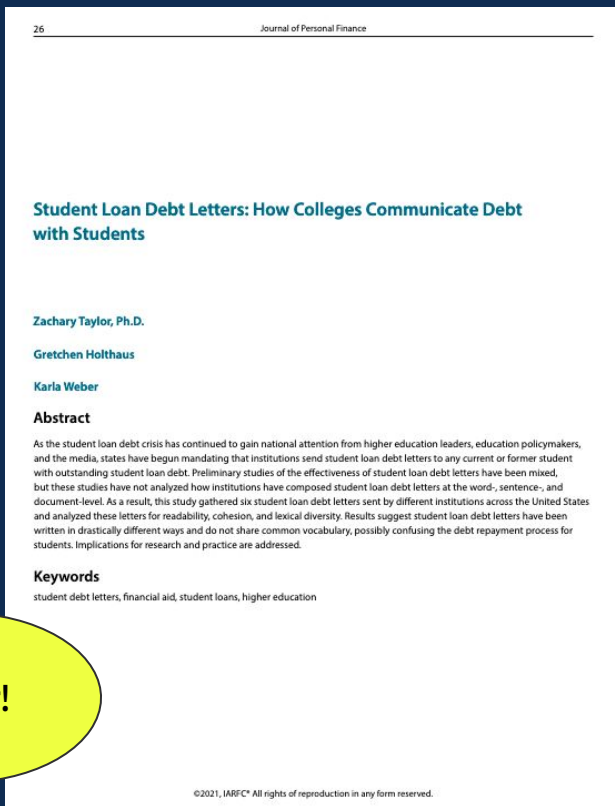 26
Journal of Personal Finance
Student Loan Debt Letters: How Colleges Communicate Debt
with Students
Zachary Taylor, Ph.D.
Gretchen Holthaus
Karla Weber
Abstract
As the student loan debt crisis has continued to gain national attention from higher education leaders, education policymakers,
and the media, states have begun mandating that institutions send student loan debt letters to any current or former student
with outstanding student loan debt. Preliminary studies of the effectiveness of student loan debt letters have been mixed,
but these studies have not analyzed how institutions have composed student loan debt letters at the word-, sentence-, and
document-level. As a result, this study gathered six student loan debt letters sent by different institutions across the United States
and analyzed these letters for readability, cohesion, and lexical diversity. Results suggest student loan debt letters have been
written in drastically different ways and do not share common vocabulary, possibly confusing the debt repayment process for
students. Implications for research and practice are addressed.
Keywords
student debt letters, financial aid, student loans, higher education
!
©2021, IARFC® All rights of reproduction in any form reserved.